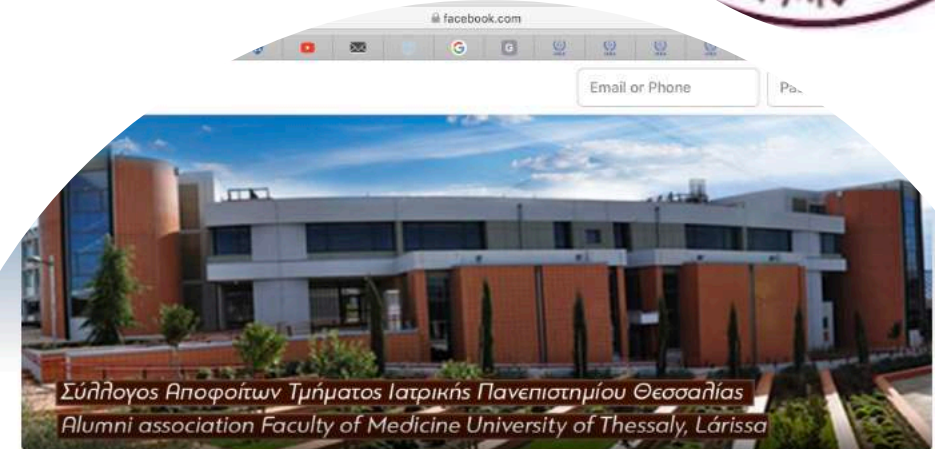 facebook.com
G
Email or Phone
Σύλλογος Αποφοίτων Τμήματος Ιατρικής Πανεπιστημίου Θεσσαλίας
Alumni association Faculty of Medicine University of Thessaly, Lárissa